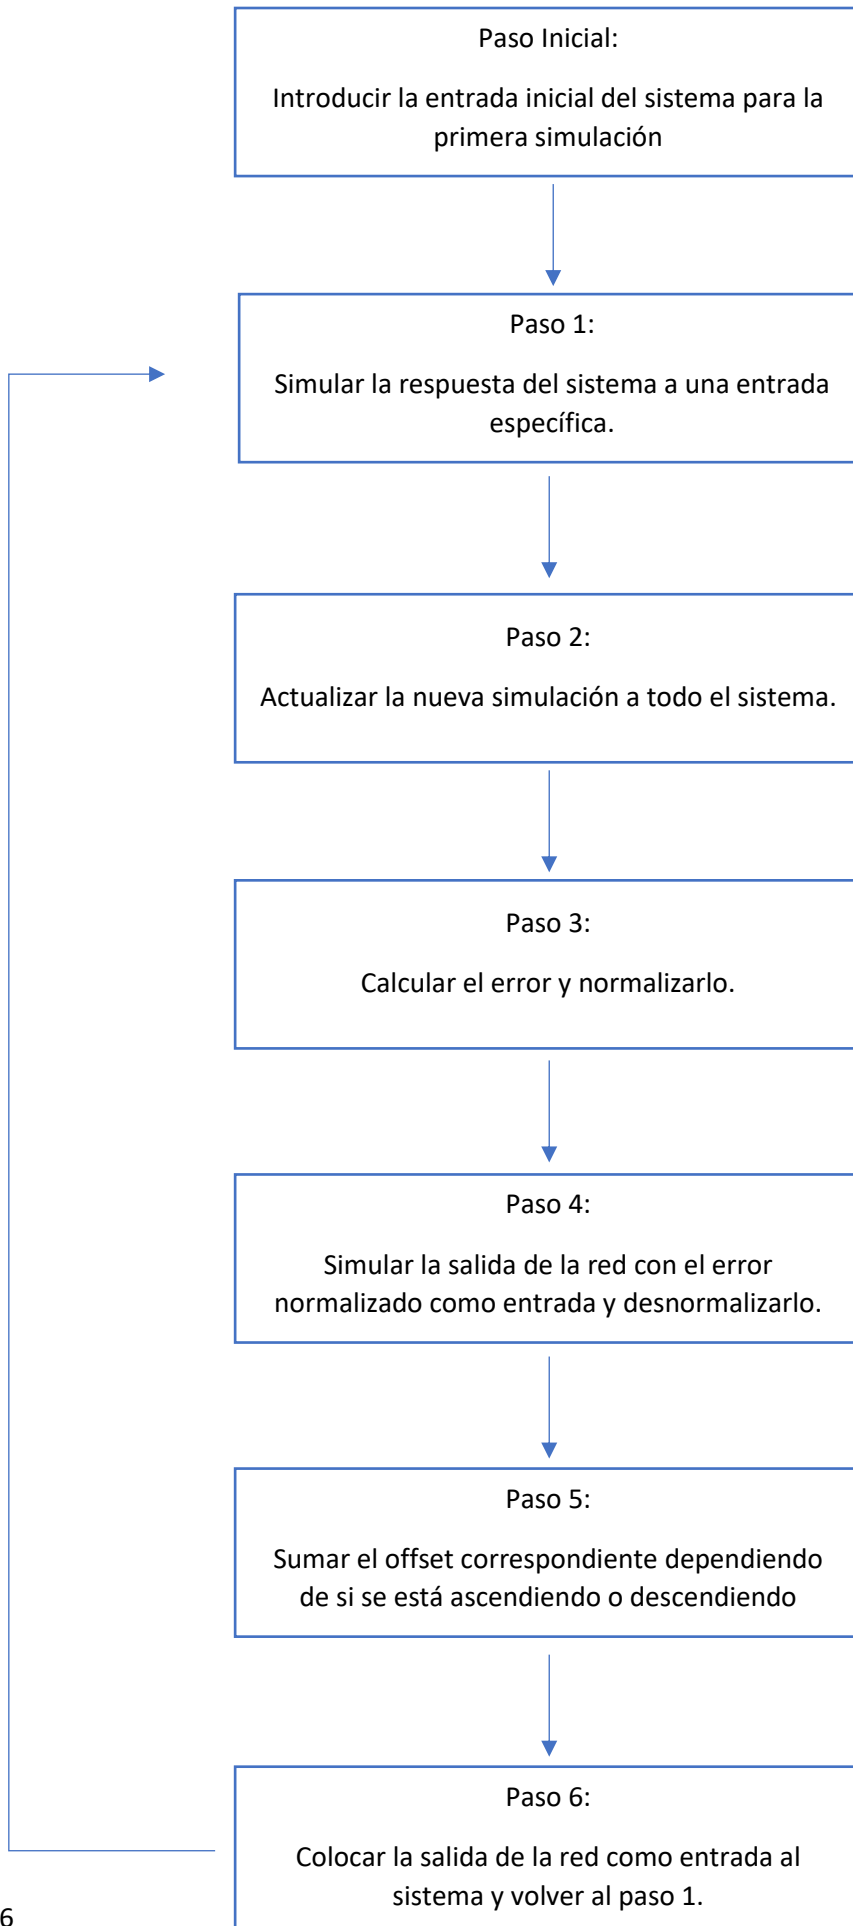 Paso Inicial:
Introducir la entrada inicial del sistema para la
primera simulación
Paso 1:
Simular la respuesta del sistema a una entrada
específica.
Paso 2:
Actualizar la nueva simulación a todo el sistema.
Paso 3:
Calcular el error y normalizarlo.
Paso 4:
Simular la salida de la red con el error
normalizado como entrada y desnormalizarlo.
Paso 5:
Sumar el offset correspondiente dependiendo
de si se está ascendiendo o descendiendo
Paso 6:
Colocar la salida de la red como entrada al
sistema y volver al paso 1.
6